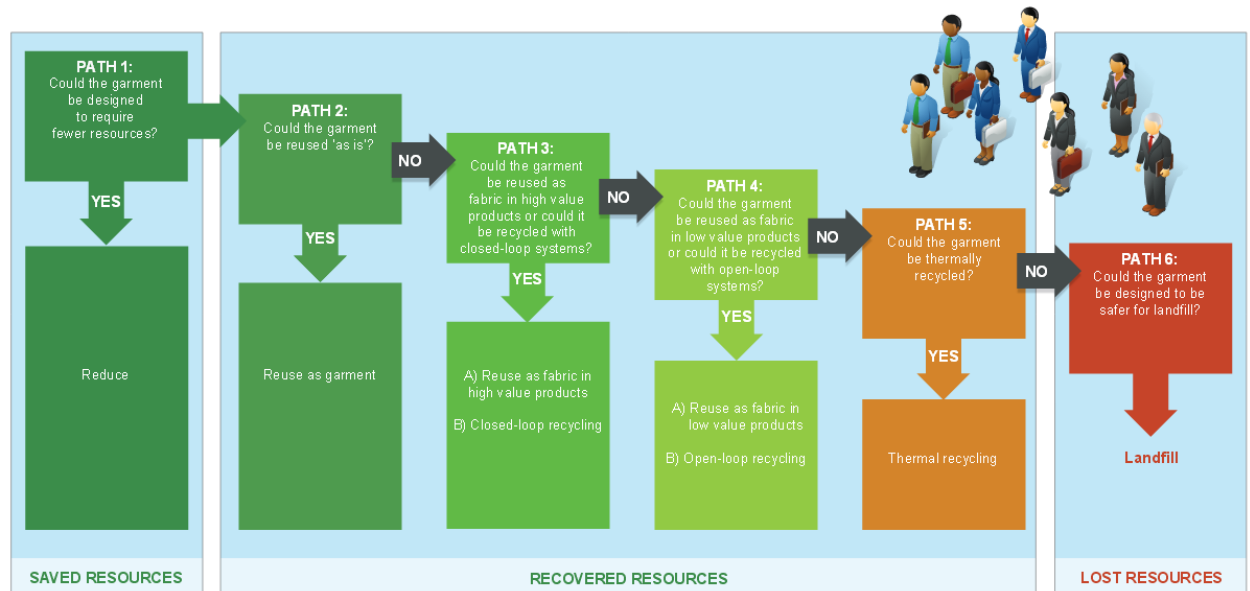 PATH 1:
Could the garment
be designed
to require
fewer resources?
YES
Reduce
SAVED RESOURCES
PATH 2:
Could the garment
be reused 'as is'?
NO
YES
Reuse as garment
PATH 3:
Could the garment
be reused as
fabric in high value
products or could it
be recycled with
closed-loop systems?
NO
YES
A) Reuse as fabric in
high value products
B) Closed-loop recycling
PATH 4:
Could the garment
be reused as fabric
in low value products
or could it be recycled
with open-loop
systems?
NO
YES
A) Reuse as fabric in
low value products
B) Open-loop recycling
PATH 5:
Could the garment
be thermally
recycled?
NO
YES
Thermal recycling
RECOVERED RESOURCES
PATH 6:
Could the garment
be designed to be
safer for landfill?
Landfill
LOST RESOURCES